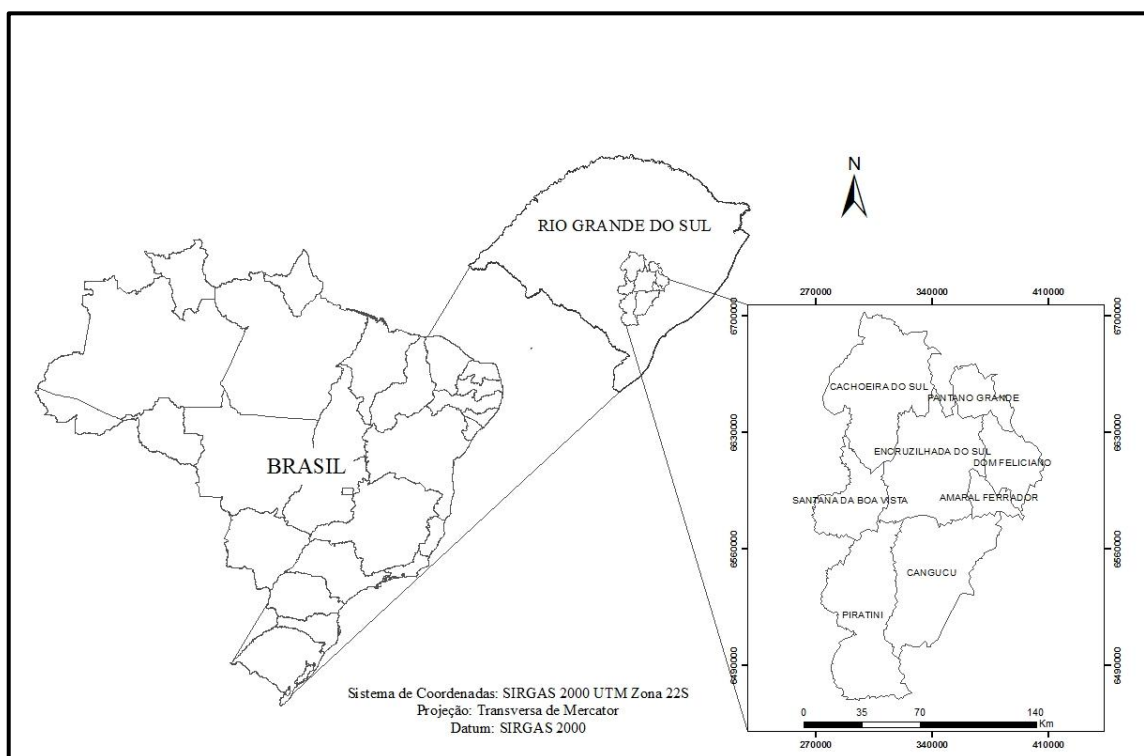 N
RIO GRANDE DO SUL
BRASIL
270000 340000 410000
6700000 6700000
CACHOEIRA DO SUL
PANTANO GRANDE
6630000 6630000
ENCRUZILHADA DO SUL
DOM FELICIANO
SANTANA DA BOA VISTA
AMARAL FERRADOR
6560000 6560000
CANGUCU
PIRATINI
6490000 6490000
0 35 70 140
Km
270000 340000 410000
Sistema de Coordenadas: SIRGAS 2000 UTM Zona 22S
Projeção: Transversa de Mercator
Datum: SIRGAS 2000